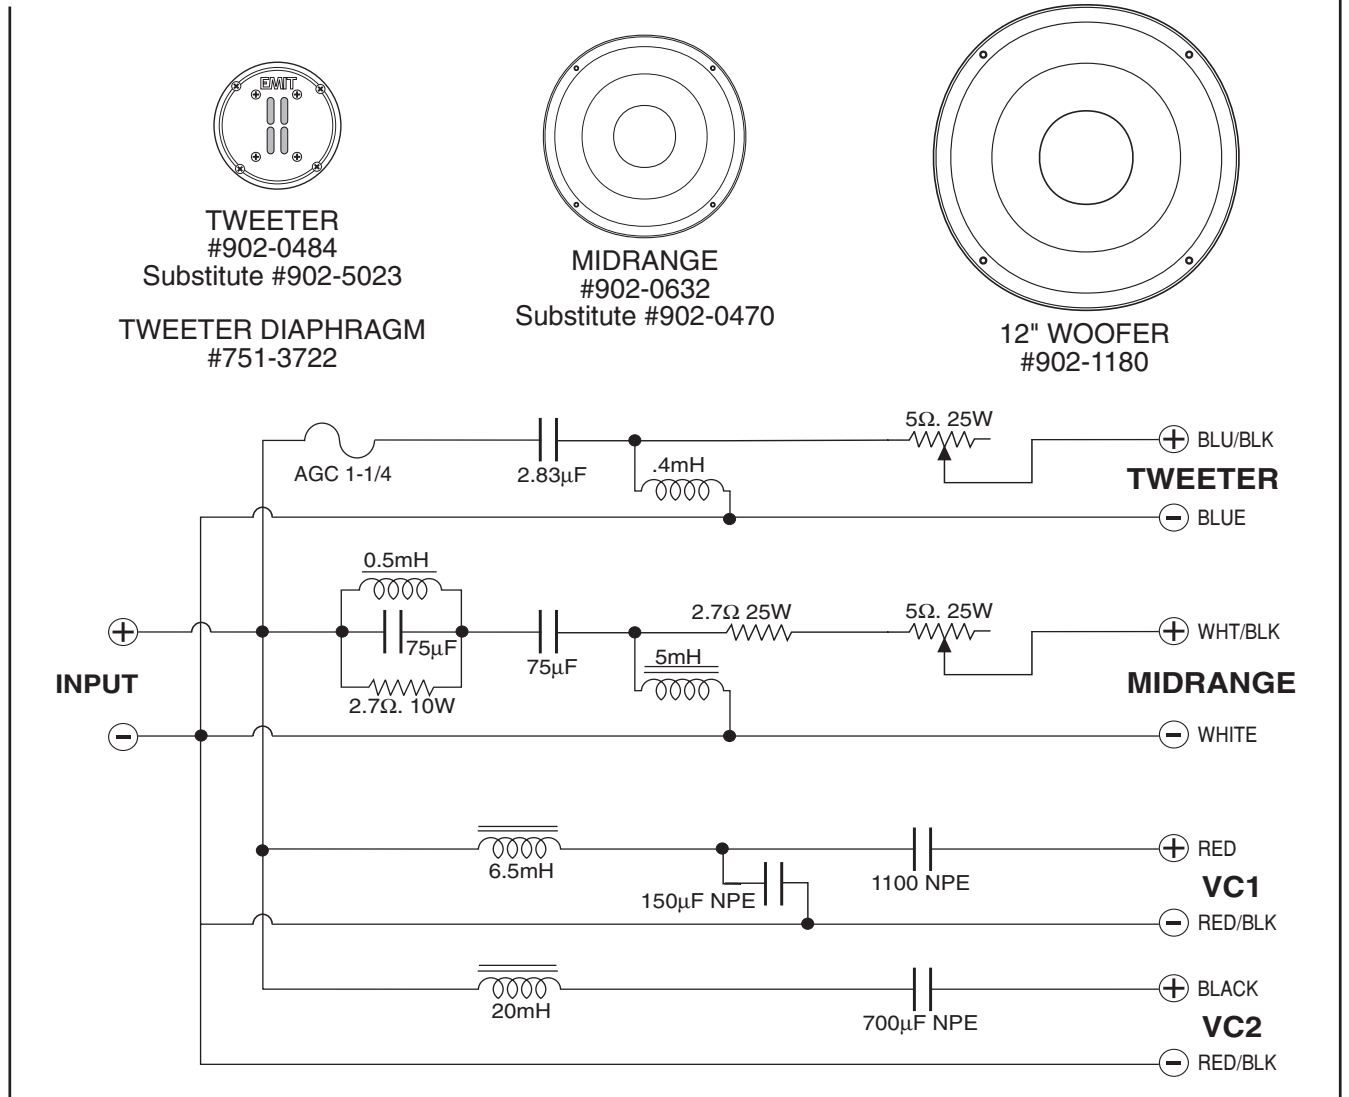 EMIT
TWEETER
#902-0484
Substitute #902-5023
TWEETER DIAPHRAGM
#751-3722
MIDRANGE
#902-0632
Substitute #902-0470
12" WOOFER
#902-1180
AGC 1-1/4
2.83μF
.4mH
5Ω. 25W
+ BLU/BLK
TWEETER
− BLUE
0.5mH
75μF
2.7Ω. 10W
75μF
5mH
2.7Ω 25W
5Ω. 25W
+ WHT/BLK
MIDRANGE
− WHITE
+
INPUT
−
6.5mH
150μF NPE
1100 NPE
+ RED
VC1
− RED/BLK
20mH
700μF NPE
+ BLACK
VC2
− RED/BLK